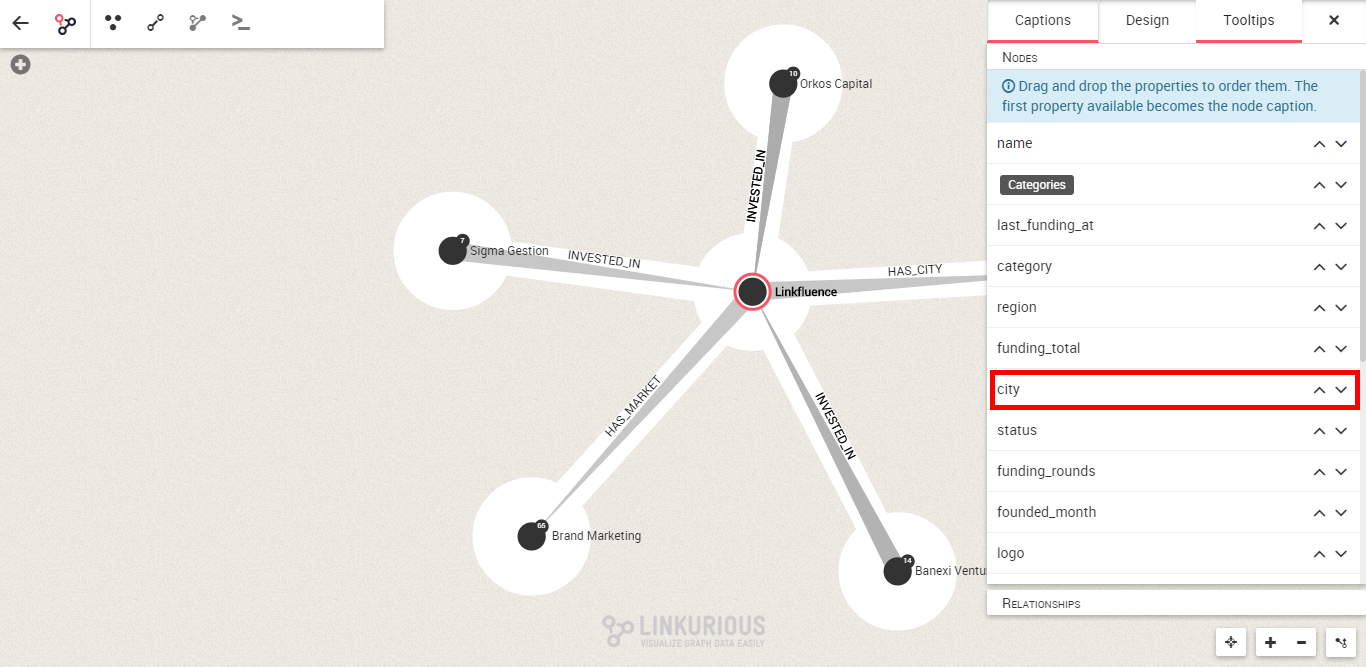 Captions
Design
Tooltips
Nodes
Drag and drop the properties to order them. The
first property available becomes the node caption.
name
Categories
last_funding_at
category
region
funding_total
city
status
funding_rounds
founded_month
logo
Relationships
10
Orkos Capital
INVESTED_IN
7
Sigma Gestion
INVESTED_IN
HAS_CITY
Linkfluence
HAS_MARKET
INVESTED_IN
65
Brand Marketing
14
Banexi Ventu
LINKURIOUS
VISUALIZE GRAPH DATA EASILY